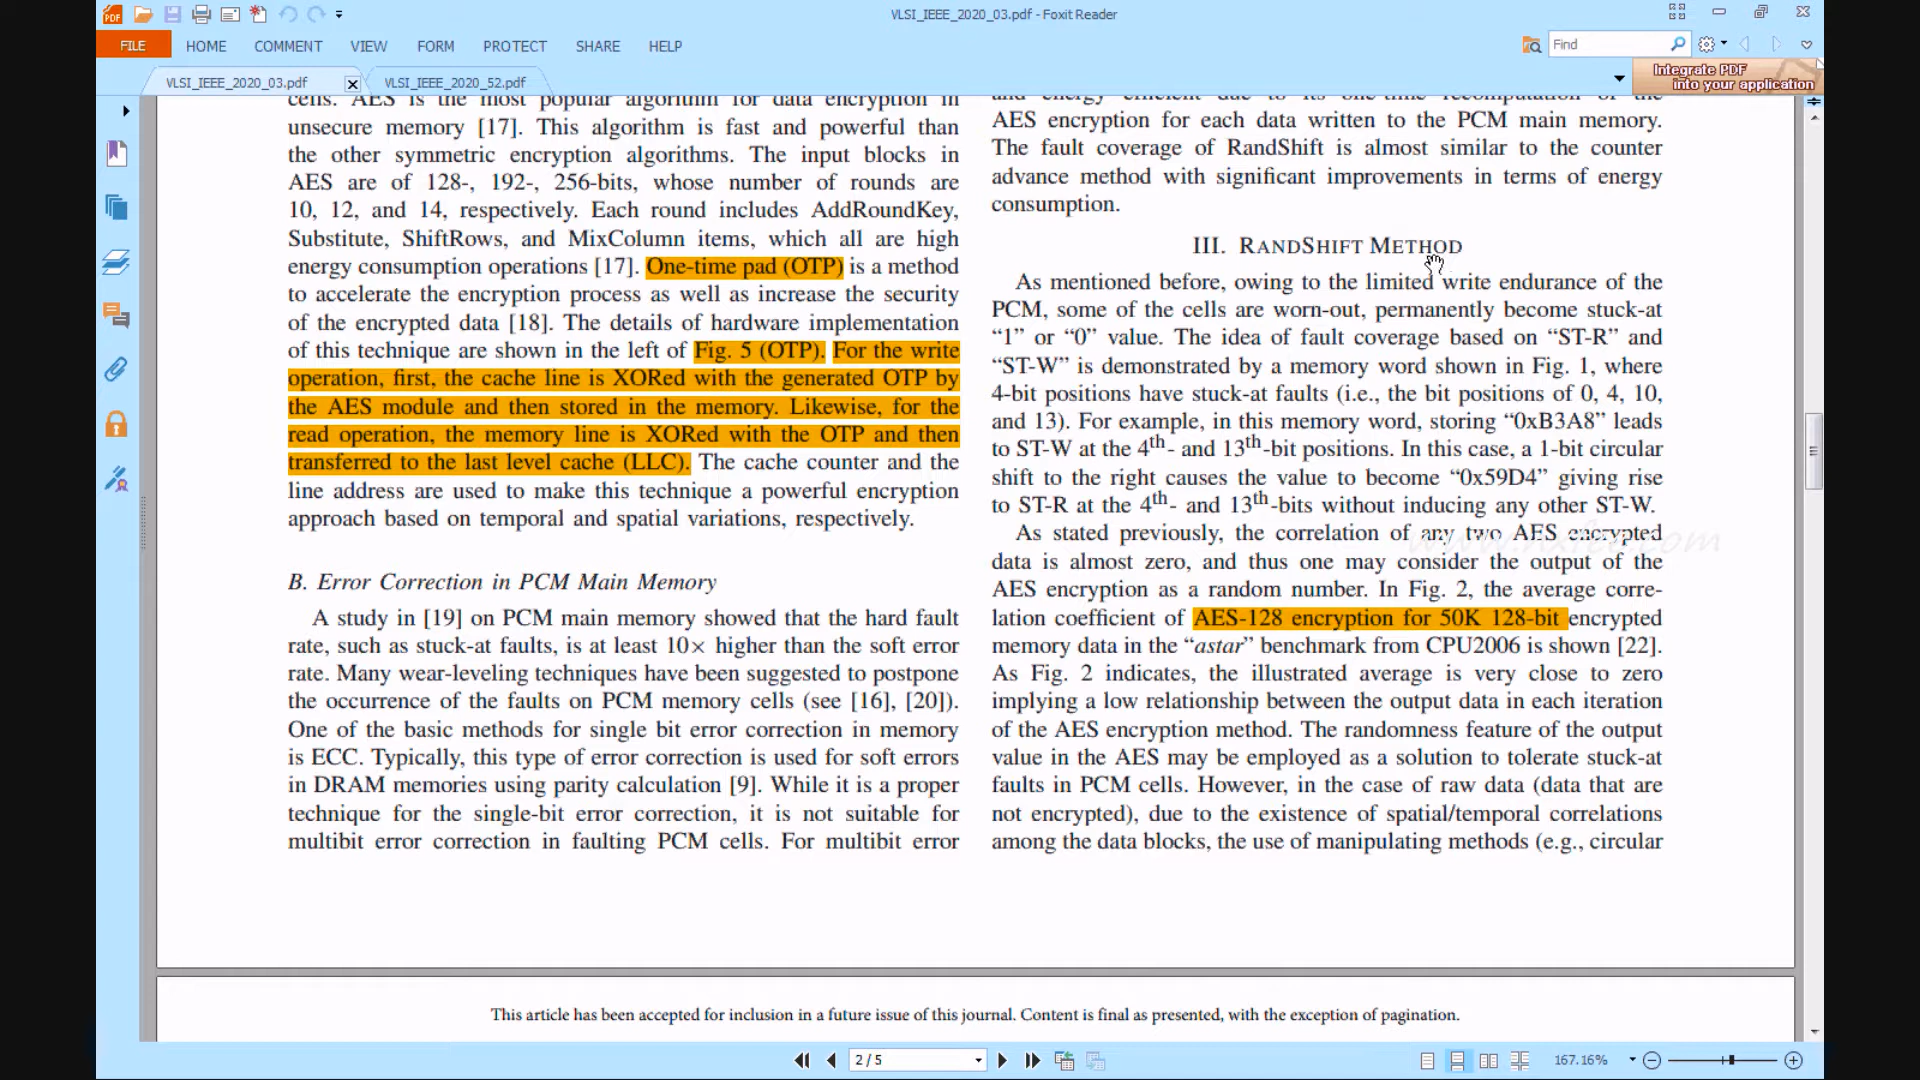 VLSI_IEEE_2020_03.pdf - Foxit Reader
FILE
HOME
COMMENT
VIEW
FORM
PROTECT
SHARE
HELP
Find
VLSI_IEEE_2020_03.pdf
VLSI_IEEE_2020_52.pdf
Integrate PDF
into your application
cells. AES is the most popular algorithm for data encryption in
unsecure memory [17]. This algorithm is fast and powerful than
the other symmetric encryption algorithms. The input blocks in
AES are of 128-, 192-, 256-bits, whose number of rounds are
10, 12, and 14, respectively. Each round includes AddRoundKey,
Substitute, ShiftRows, and MixColumn items, which all are high
energy consumption operations [17]. One-time pad (OTP) is a method
to accelerate the encryption process as well as increase the security
of the encrypted data [18]. The details of hardware implementation
of this technique are shown in the left of Fig. 5 (OTP). For the write
operation, first, the cache line is XORed with the generated OTP by
the AES module and then stored in the memory. Likewise, for the
read operation, the memory line is XORed with the OTP and then
transferred to the last level cache (LLC). The cache counter and the
line address are used to make this technique a powerful encryption
approach based on temporal and spatial variations, respectively.
B. Error Correction in PCM Main Memory
A study in [19] on PCM main memory showed that the hard fault
rate, such as stuck-at faults, is at least 10× higher than the soft error
rate. Many wear-leveling techniques have been suggested to postpone
the occurrence of the faults on PCM memory cells (see [16], [20]).
One of the basic methods for single bit error correction in memory
is ECC. Typically, this type of error correction is used for soft errors
in DRAM memories using parity calculation [9]. While it is a proper
technique for the single-bit error correction, it is not suitable for
multibit error correction in faulting PCM cells. For multibit error
and energy efficient due to its one-time recomputation of the
AES encryption for each data written to the PCM main memory.
The fault coverage of RandShift is almost similar to the counter
advance method with significant improvements in terms of energy
consumption.
III. RANDSHIFT METHOD
As mentioned before, owing to the limited write endurance of the
PCM, some of the cells are worn-out, permanently become stuck-at
“1” or “0” value. The idea of fault coverage based on “ST-R” and
“ST-W” is demonstrated by a memory word shown in Fig. 1, where
4-bit positions have stuck-at faults (i.e., the bit positions of 0, 4, 10,
and 13). For example, in this memory word, storing “0xB3A8” leads
to ST-W at the 4th- and 13th-bit positions. In this case, a 1-bit circular
shift to the right causes the value to become “0x59D4” giving rise
to ST-R at the 4th- and 13th-bits without inducing any other ST-W.
As stated previously, the correlation of any two AES encrypted
data is almost zero, and thus one may consider the output of the
AES encryption as a random number. In Fig. 2, the average corre-
lation coefficient of AES-128 encryption for 50K 128-bit encrypted
memory data in the “astar” benchmark from CPU2006 is shown [22].
As Fig. 2 indicates, the illustrated average is very close to zero
implying a low relationship between the output data in each iteration
of the AES encryption method. The randomness feature of the output
value in the AES may be employed as a solution to tolerate stuck-at
faults in PCM cells. However, in the case of raw data (data that are
not encrypted), due to the existence of spatial/temporal correlations
among the data blocks, the use of manipulating methods (e.g., circular
This article has been accepted for inclusion in a future issue of this journal. Content is final as presented, with the exception of pagination.
2 / 5
167.16%